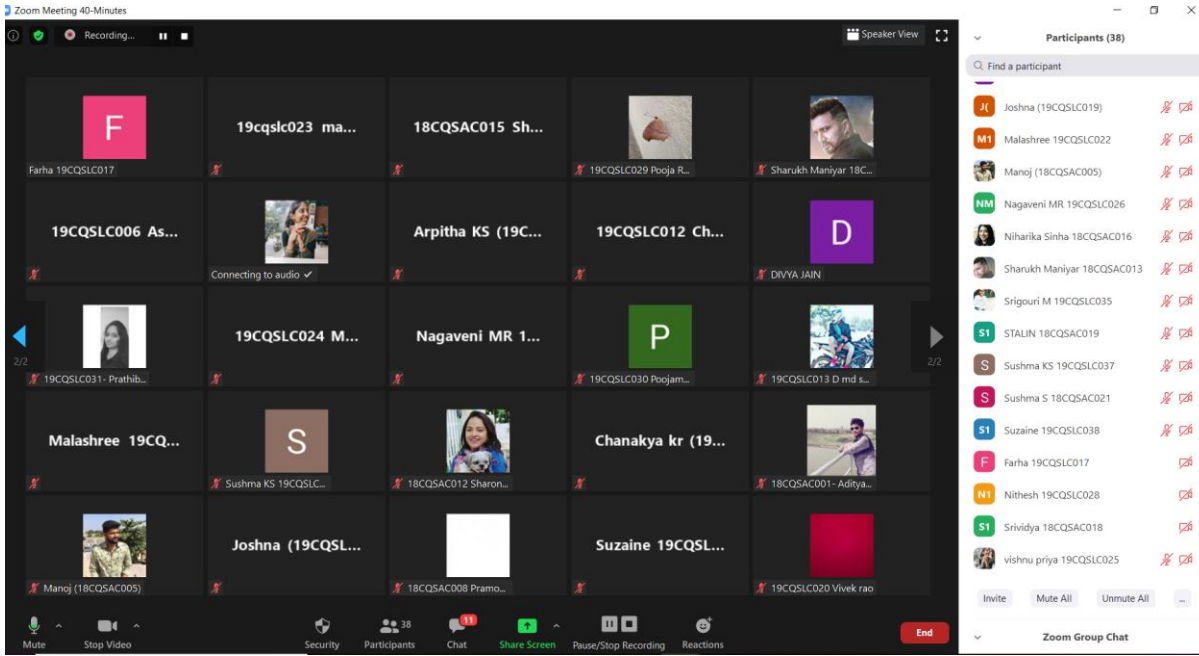 Zoom Meeting 40-Minutes
Recording...
Speaker View
F
Farha 19CQSLC017
19cqslc023 ma...
18CQSAC015 Sh...
19CQSLC029 Pooja R...
Sharukh Maniyar 18C...
19CQSLC006 As...
Connecting to audio
Arpitha KS (19C...
19CQSLC012 Ch...
D
DIVYA JAIN
2/2
19CQSLC031- Prathib...
19CQSLC024 M...
Nagaveni MR 1...
P
19CQSLC030 Poojam...
19CQSLC013 D md s...
2/2
Malashree 19CQ...
S
Sushma KS 19CQSLC...
18CQSAC012 Sharon...
Chanakya kr (19...
18CQSAC001- Aditya...
Manoj (18CQSAC005)
Joshna (19CQSL...
18CQSAC008 Pramo...
Suzaine 19CQSL...
19CQSLC020 Vivek rao
Mute
Stop Video
Security
38
Participants
11
Chat
Share Screen
Pause/Stop Recording
Reactions
End
Participants (38)
Find a participant
J( Joshna (19CQSLC019)
M1 Malashree 19CQSLC022
Manoj (18CQSAC005)
NM Nagaveni MR 19CQSLC026
Niharika Sinha 18CQSAC016
Sharukh Maniyar 18CQSAC013
Srigouri M 19CQSLC035
S1 STALIN 18CQSAC019
S Sushma KS 19CQSLC037
S Sushma S 18CQSAC021
S1 Suzaine 19CQSLC038
F Farha 19CQSLC017
N1 Nithesh 19CQSLC028
S1 Srividya 18CQSAC018
vishnu priya 19CQSLC025
Invite Mute All Unmute All ...
Zoom Group Chat